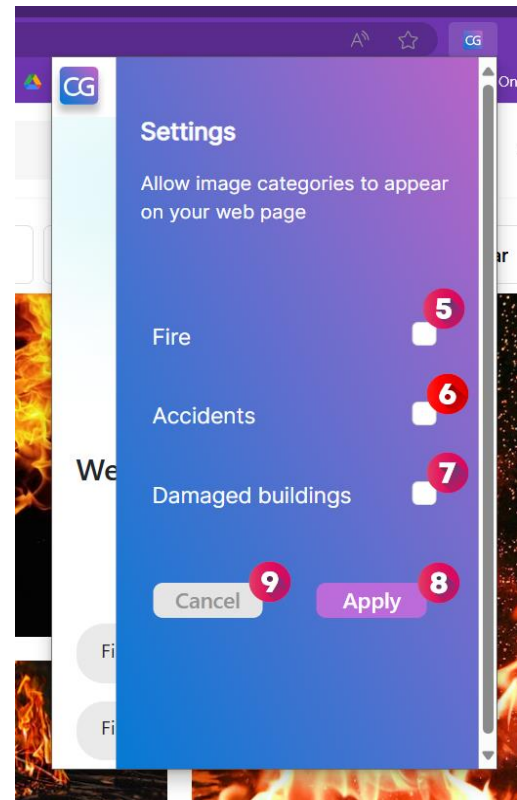 CG
CG
On
Settings
Allow image categories to appear
on your web page
ar
5
Fire
6
Accidents
We
7
Damaged buildings
9
8
Cancel
Apply
Fi
Fi